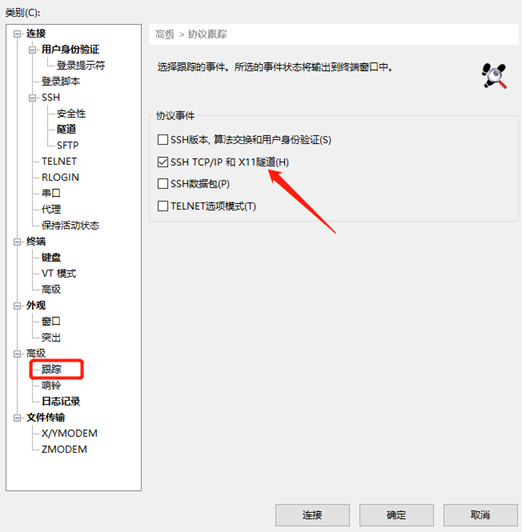 类别(C):
连接
用户身份验证
登录提示符
登录脚本
SSH
安全性
隧道
SFTP
TELNET
RLOGIN
串口
代理
保持活动状态
终端
键盘
VT 模式
高级
外观
窗口
突出
高级
跟踪
响铃
日志记录
文件传输
X/YMODEM
ZMODEM
高级 > 协议跟踪
选择跟踪的事件。所选的事件状态将输出到终端窗口中。
协议事件
SSH版本, 算法交换和用户身份验证(S)
SSH TCP/IP 和 X11隧道(H)
SSH数据包(P)
TELNET选项模式(T)
连接
确定
取消